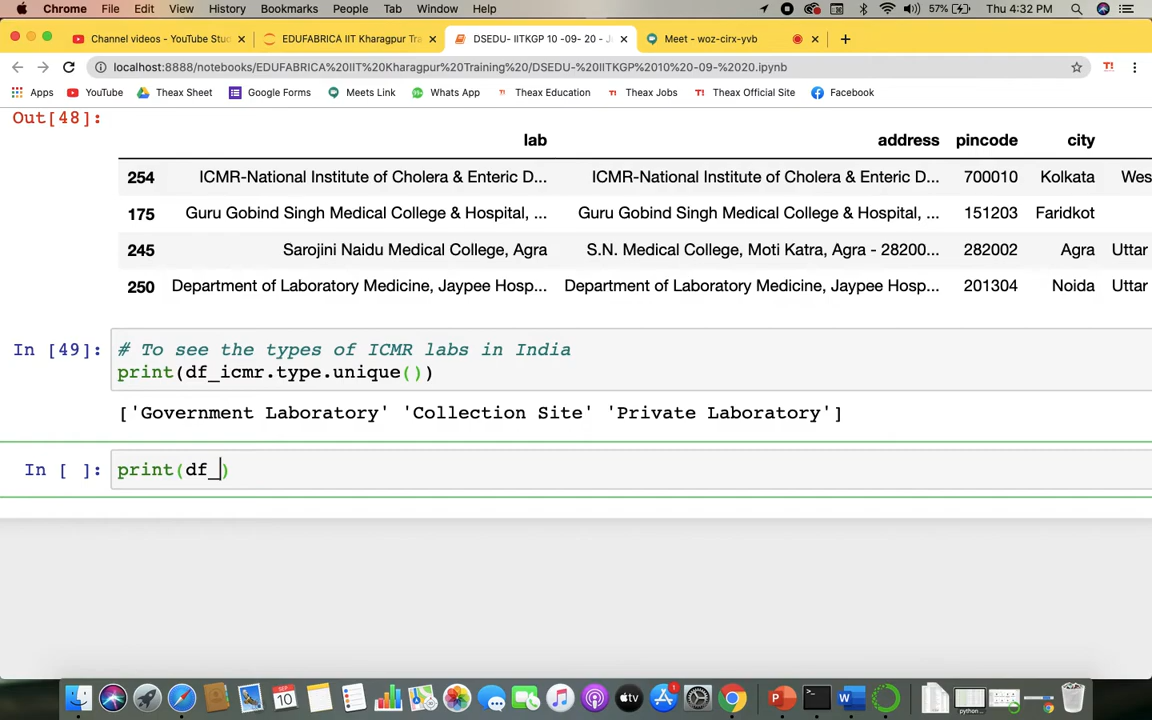 Chrome File Edit View History Bookmarks People Tab Window Help 57% Thu 4:32 PM
Channel videos - YouTube Stu EDUFABRICA IIT Kharagpur Tra DSEDU- IITKGP 10 -09- 20 - J Meet - woz-cirx-yvb
localhost:8888/notebooks/EDUFABRICA%20IIT%20Kharagpur%20Training%20/DSEDU-%20IITKGP%2010%20-09-%2020.ipynb
Apps YouTube Theax Sheet Google Forms Meets Link Whats App Theax Education Theax Jobs Theax Official Site Facebook
Out[48]:
lab address pincode city
254 ICMR-National Institute of Cholera & Enteric D... ICMR-National Institute of Cholera & Enteric D... 700010 Kolkata Wes
175 Guru Gobind Singh Medical College & Hospital, ... Guru Gobind Singh Medical College & Hospital, ... 151203 Faridkot
245 Sarojini Naidu Medical College, Agra S.N. Medical College, Moti Katra, Agra - 28200... 282002 Agra Uttar
250 Department of Laboratory Medicine, Jaypee Hosp... Department of Laboratory Medicine, Jaypee Hosp... 201304 Noida Uttar
In [49]: # To see the types of ICMR labs in India
print(df_icmr.type.unique())
['Government Laboratory' 'Collection Site' 'Private Laboratory']
In [ ]: print(df_)